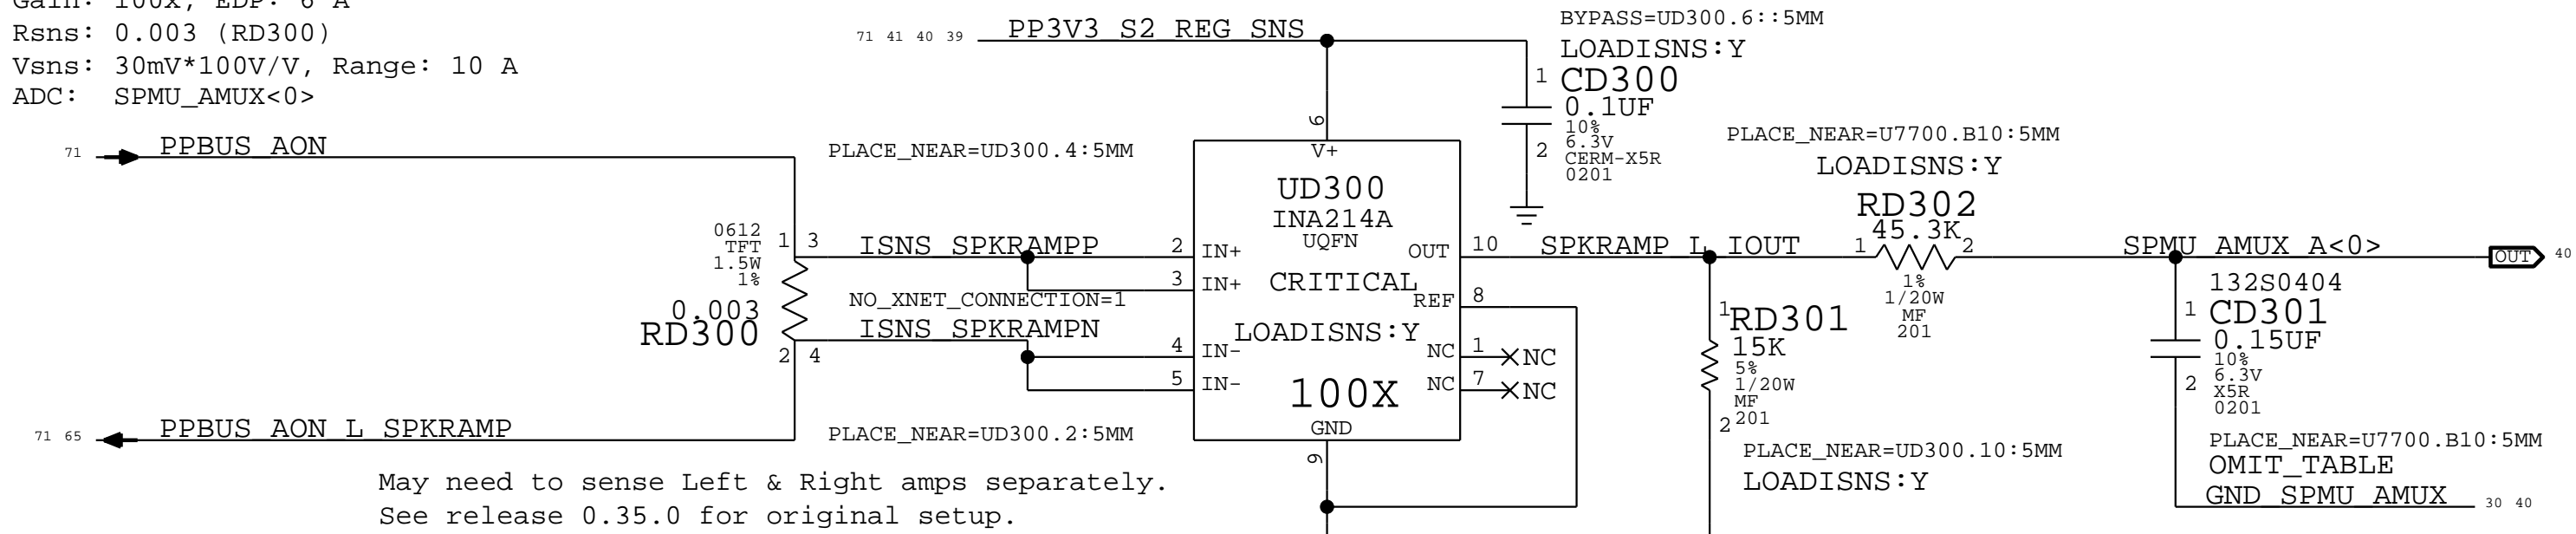 Gain: 100X, EDP: 6 A
Rsns: 0.003 (RD300)
Vsns: 30mV*100V/V, Range: 10 A
ADC: SPMU_AMUX<0>
71 41 40 39 PP3V3_S2_REG_SNS
BYPASS=UD300.6::5MM
LOADISNS:Y
1 CD300
0.1UF
10%
6.3V
2 CERM-X5R
0201
71 PPBUS_AON
PLACE_NEAR=UD300.4:5MM
6
V+
UD300
INA214A
UQFN
CRITICAL
LOADISNS:Y
100X
GND
9
0612
TFT
1.5W
1%
0.003
RD300
1 3
2 4
ISNS_SPKRAMPP
NO_XNET_CONNECTION=1
ISNS_SPKRAMPN
2 IN+
3 IN+
4 IN-
5 IN-
OUT 10
REF 8
NC 1 NC
NC 7 NC
SPKRAMP_L_IOUT
PLACE_NEAR=U7700.B10:5MM
LOADISNS:Y
RD302
45.3K
1 2
1%
1/20W
MF
201
1 RD301
15K
5%
1/20W
MF
2 201
PLACE_NEAR=UD300.10:5MM
LOADISNS:Y
SPMU_AMUX_A<0>
OUT 40
132S0404
1 CD301
0.15UF
10%
6.3V
2 X5R
0201
PLACE_NEAR=U7700.B10:5MM
OMIT_TABLE
GND_SPMU_AMUX 30 40
71 65 PPBUS_AON_L_SPKRAMP
PLACE_NEAR=UD300.2:5MM
May need to sense Left & Right amps separately.
See release 0.35.0 for original setup.